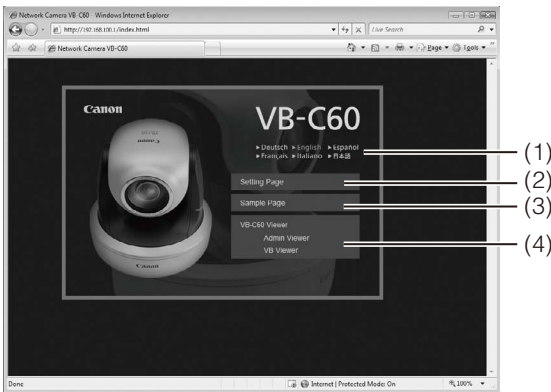 Network Camera VB-C60 - Windows Internet Explorer
http://192.168.100.1/index.html
Live Search
Network Camera VB-C60
Page Tools
Canon
VB-C60
Deutsch English Español
Français Italiano 日本語
(1)
Setting Page
(2)
Sample Page
(3)
VB-C60 Viewer
Admin Viewer
(4)
VB Viewer
Canon
Done
Internet | Protected Mode: On
100%